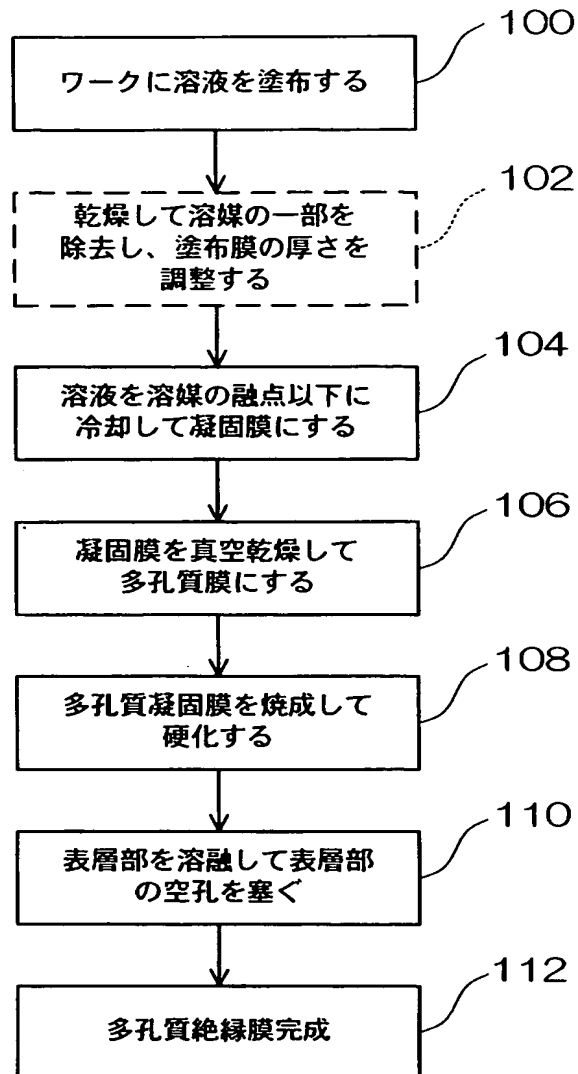 100
ワークに溶液を塗布する
102
乾燥して溶媒の一部を
除去し、塗布膜の厚さを
調整する
104
溶液を溶媒の融点以下に
冷却して凝固膜にする
106
凝固膜を真空乾燥して
多孔質膜にする
108
多孔質凝固膜を焼成して
硬化する
110
表層部を溶融して表層部
の空孔を塞ぐ
112
多孔質絶縁膜完成